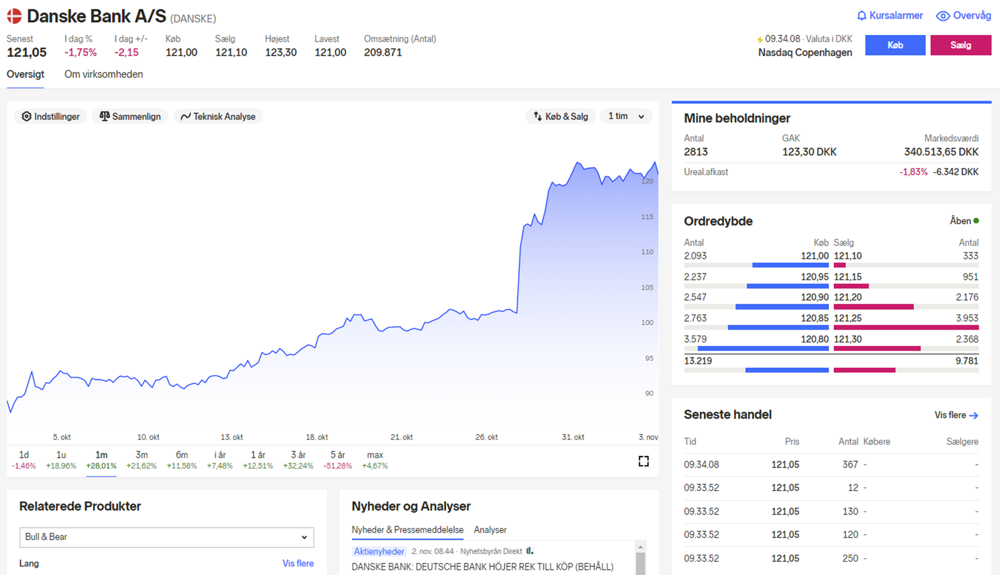 Danske Bank A/S (DANSKE)
Kursalarmer Overvåg
Senest I dag % I dag +/- Køb Sælg Højest Lavest Omsætning (Antal)
121,05 -1,75% -2,15 121,00 121,10 123,30 121,00 209.871
09.34.08 · Valuta i DKK
Nasdaq Copenhagen
Køb Sælg
Oversigt Om virksomheden
Indstillinger Sammenlign Teknisk Analyse Køb & Salg 1 tim
120
115
110
105
100
95
90
5. okt 10. okt 13. okt 18. okt 21. okt 26. okt 31. okt 3. nov
1d 1u 1m 3m 6m i år 1 år 3 år 5 år max
-1,46% +18,96% +28,01% +21,62% +11,58% +7,48% +12,51% +32,24% -51,28% +4,67%
Mine beholdninger
Antal GAK Markedsværdi
2813 123,30 DKK 340.513,65 DKK
Ureal.afkast -1,83% -6.342 DKK
Ordredybde Åben
Antal Køb Sælg Antal
2.093 121,00 121,10 333
2.237 120,95 121,15 951
2.547 120,90 121,20 2.176
2.763 120,85 121,25 3.953
3.579 120,80 121,30 2.368
13.219 9.781
Seneste handel Vis flere
Tid Pris Antal Købere Sælgere
09.34.08 121,05 367 - -
09.33.52 121,05 12 - -
09.33.52 121,05 130 - -
09.33.52 121,05 120 - -
09.33.52 121,05 250 - -
Relaterede Produkter
Bull & Bear
Lang Vis flere
Nyheder og Analyser
Nyheder & Pressemeddelelse Analyser
Aktienyheder 2. nov. 08.44 · Nyhetsbyrån Direkt d.
DANSKE BANK: DEUTSCHE BANK HÖJER REK TILL KÖP (BEHÅLL)